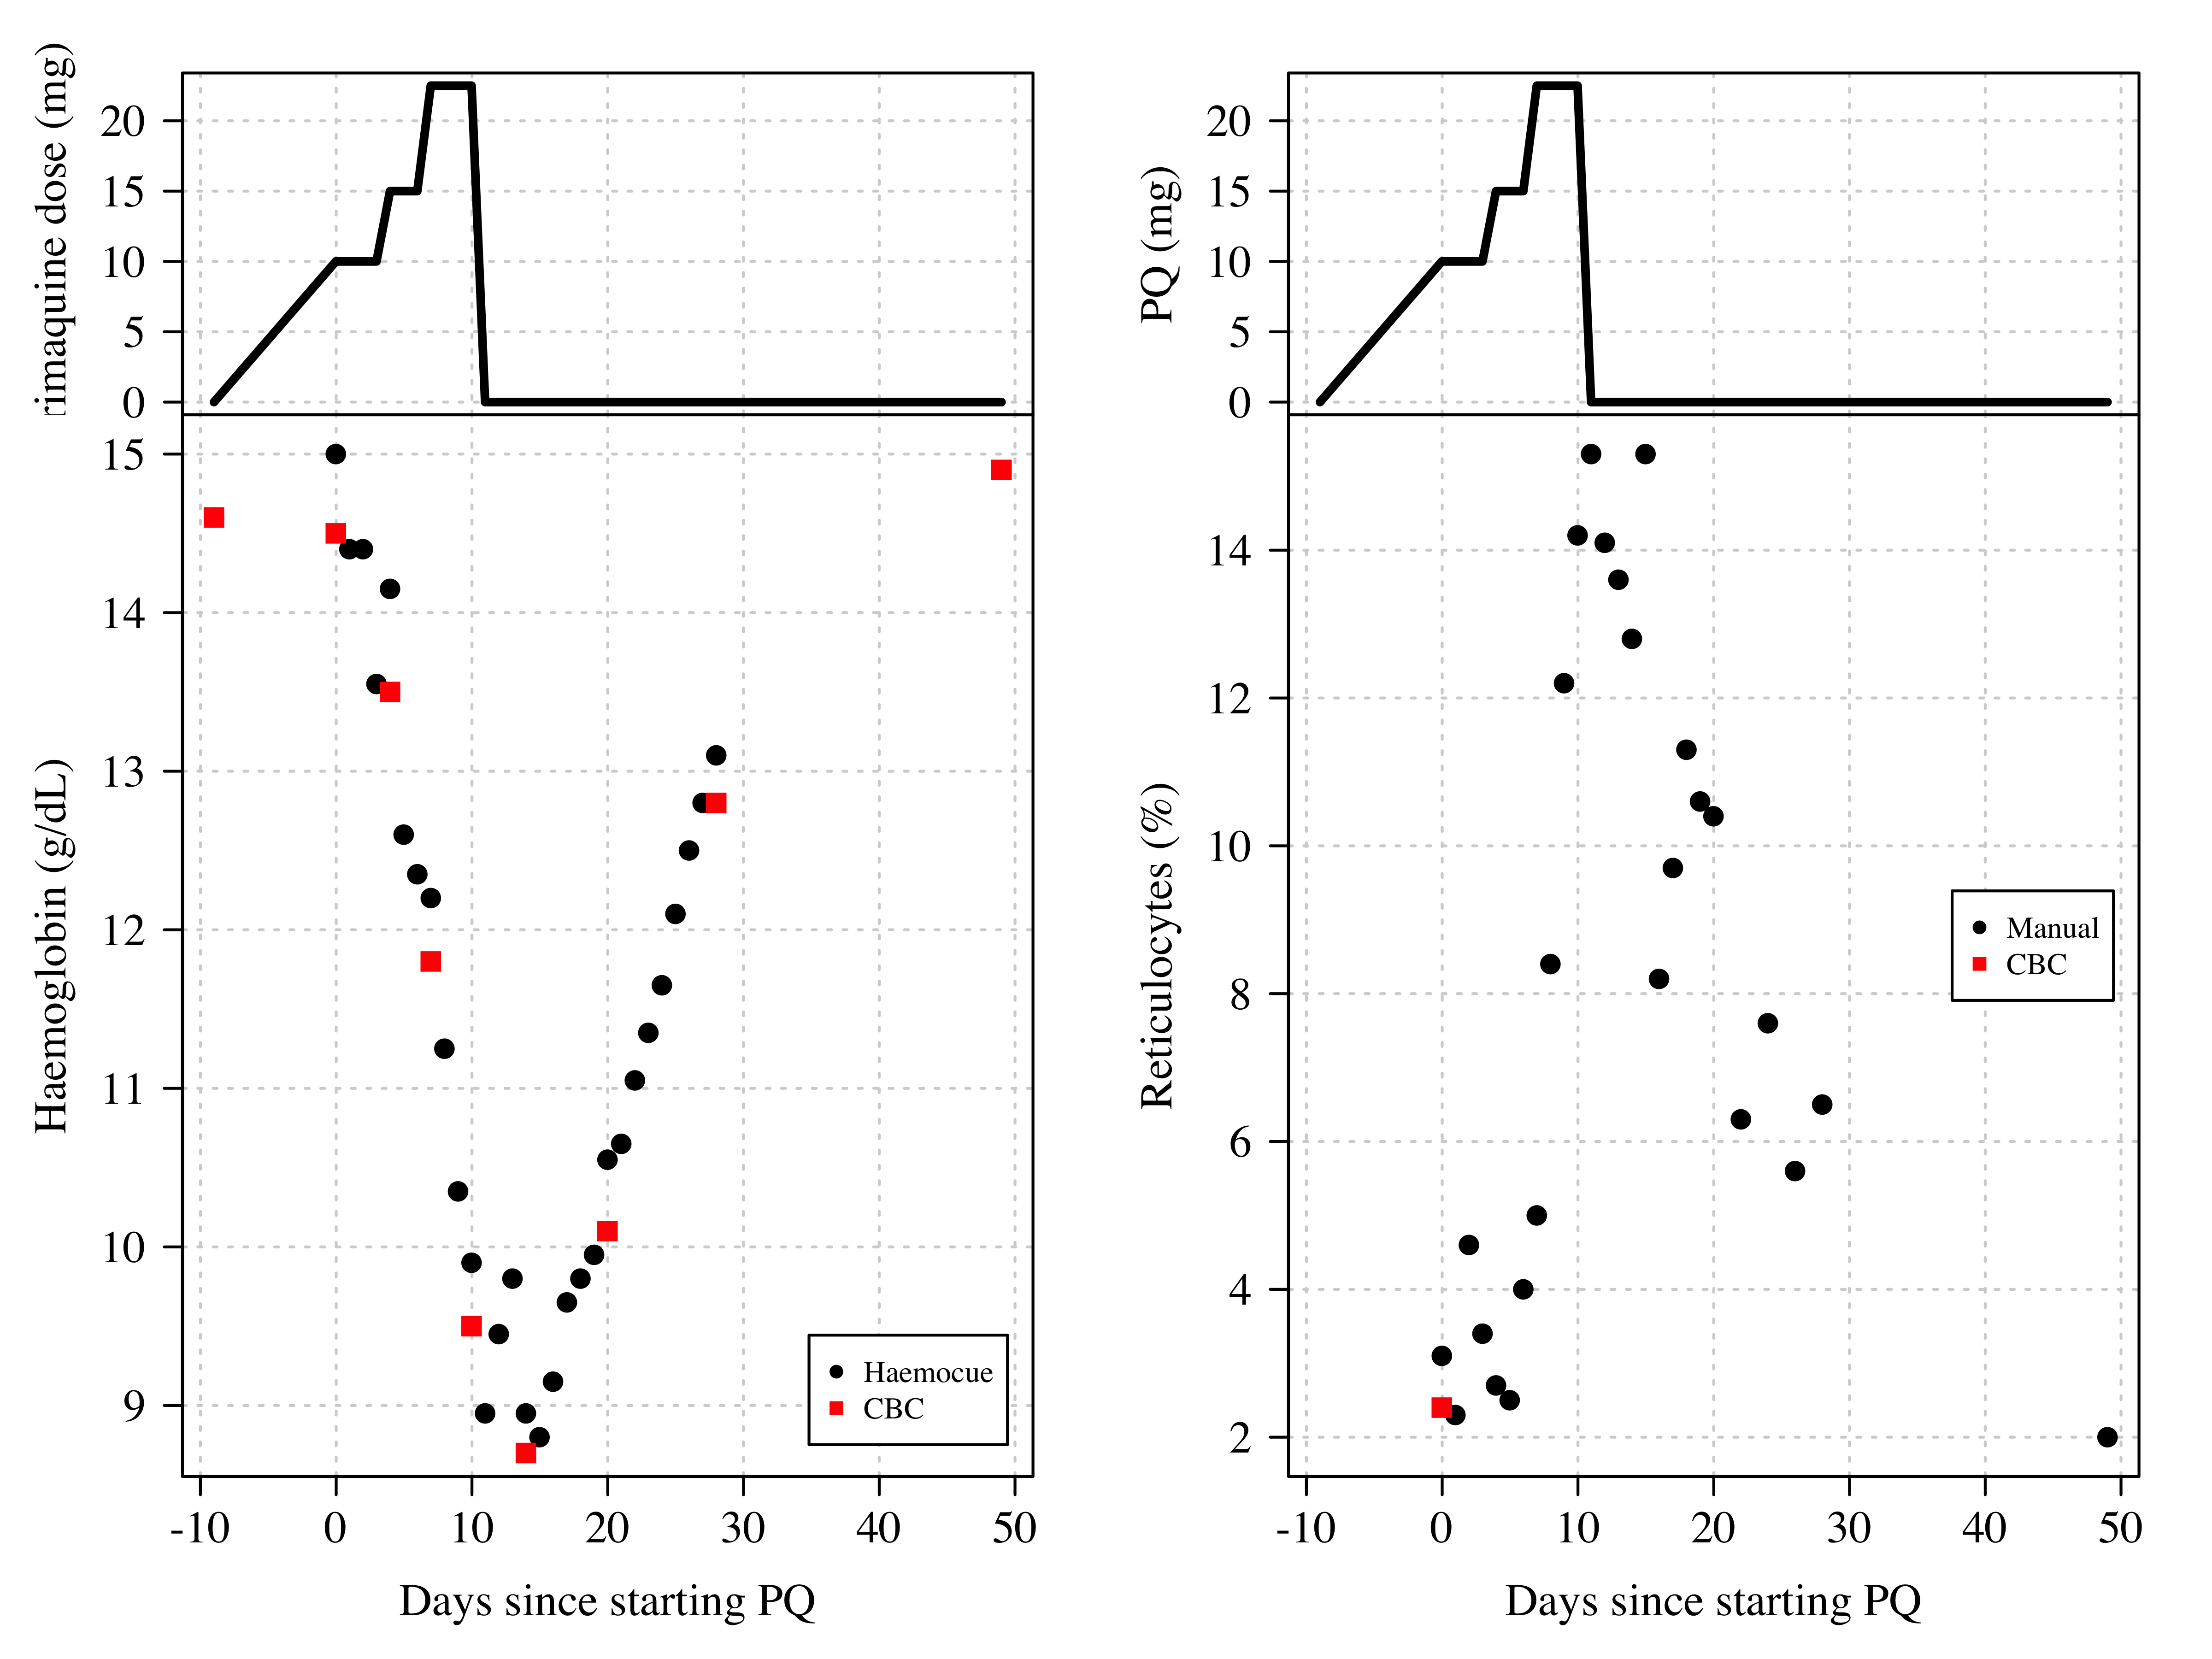 rimaquine dose (mg)
20
15
10
5
0
Haemoglobin (g/dL)
15
14
13
12
11
10
9
Haemocue
CBC
-10 0 10 20 30 40 50
Days since starting PQ
PQ (mg)
20
15
10
5
0
Reticulocytes (%)
14
12
10
8
6
4
2
Manual
CBC
-10 0 10 20 30 40 50
Days since starting PQ